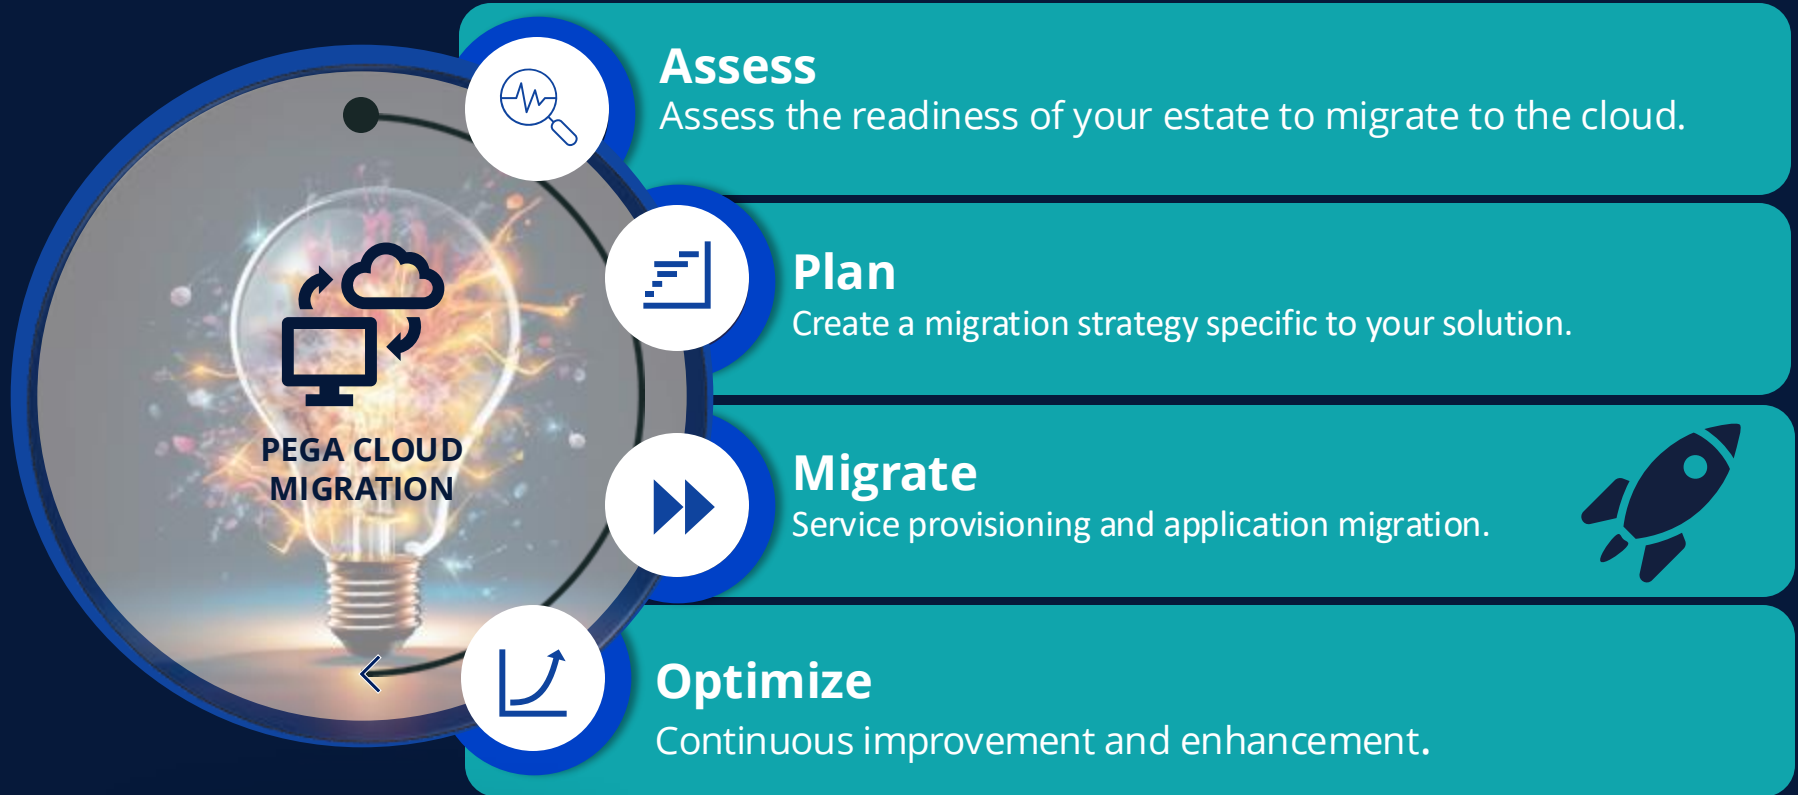 Assess
Assess the readiness of your estate to migrate to the cloud.
Plan
Create a migration strategy specific to your solution.
PEGA CLOUD
MIGRATION
Migrate
Service provisioning and application migration.
Optimize
Continuous improvement and enhancement.